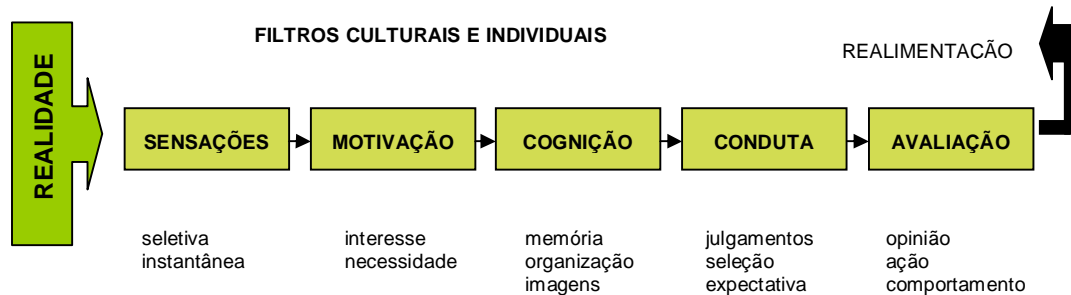 FILTROS CULTURAIS E INDIVIDUAIS
REALIMENTAÇÃO
REALIDADE
SENSAÇÕES
MOTIVAÇÃO
COGNIÇÃO
CONDUTA
AVALIAÇÃO
seletiva
instantânea
interesse
necessidade
memória
organização
imagens
julgamentos
seleção
expectativa
opinião
ação
comportamento